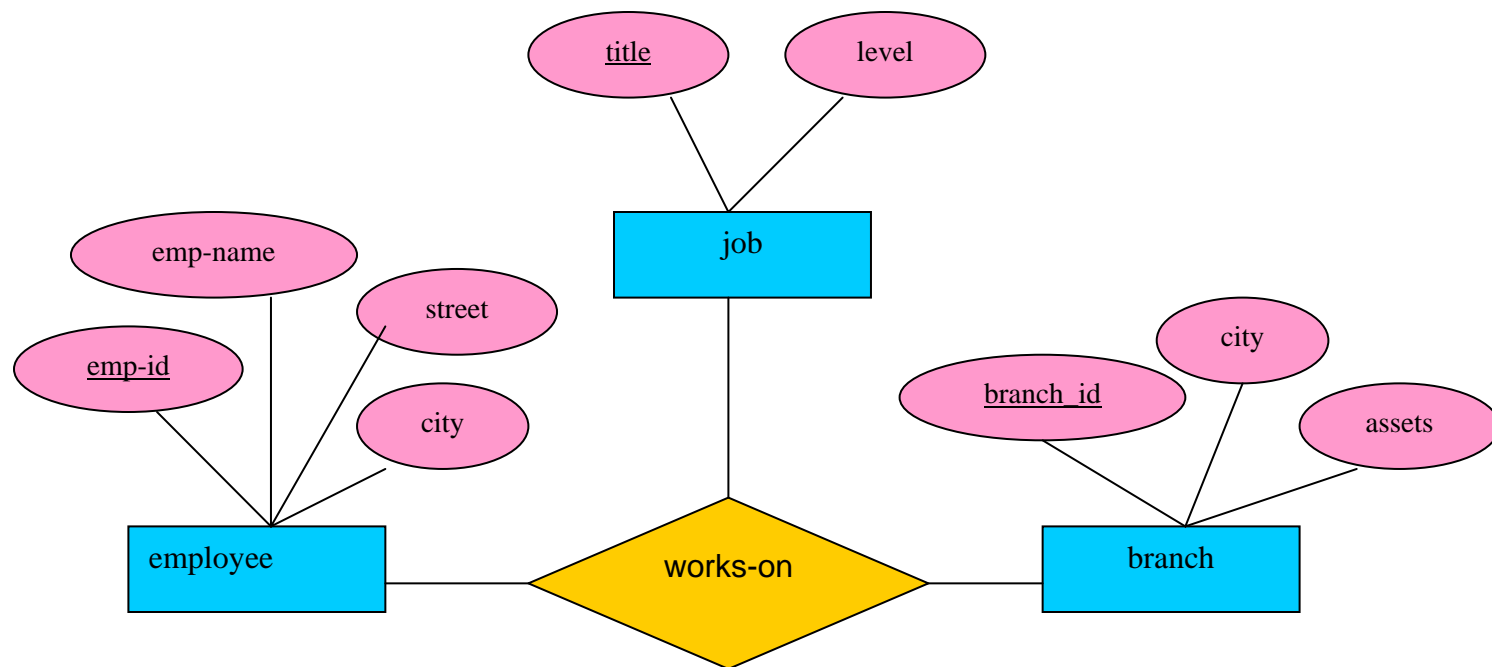 title
level
job
emp-name
street
emp-id
city
city
branch_id
assets
employee
works-on
branch